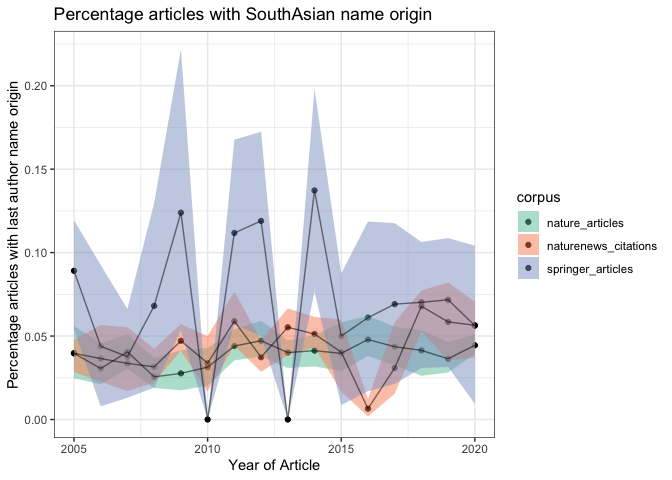 Percentage articles with SouthAsian name origin
Percentage articles with last author name origin
0.20
0.15
0.10
0.05
0.00
2005
2010
2015
2020
Year of Article
corpus
nature_articles
naturenews_citations
springer_articles